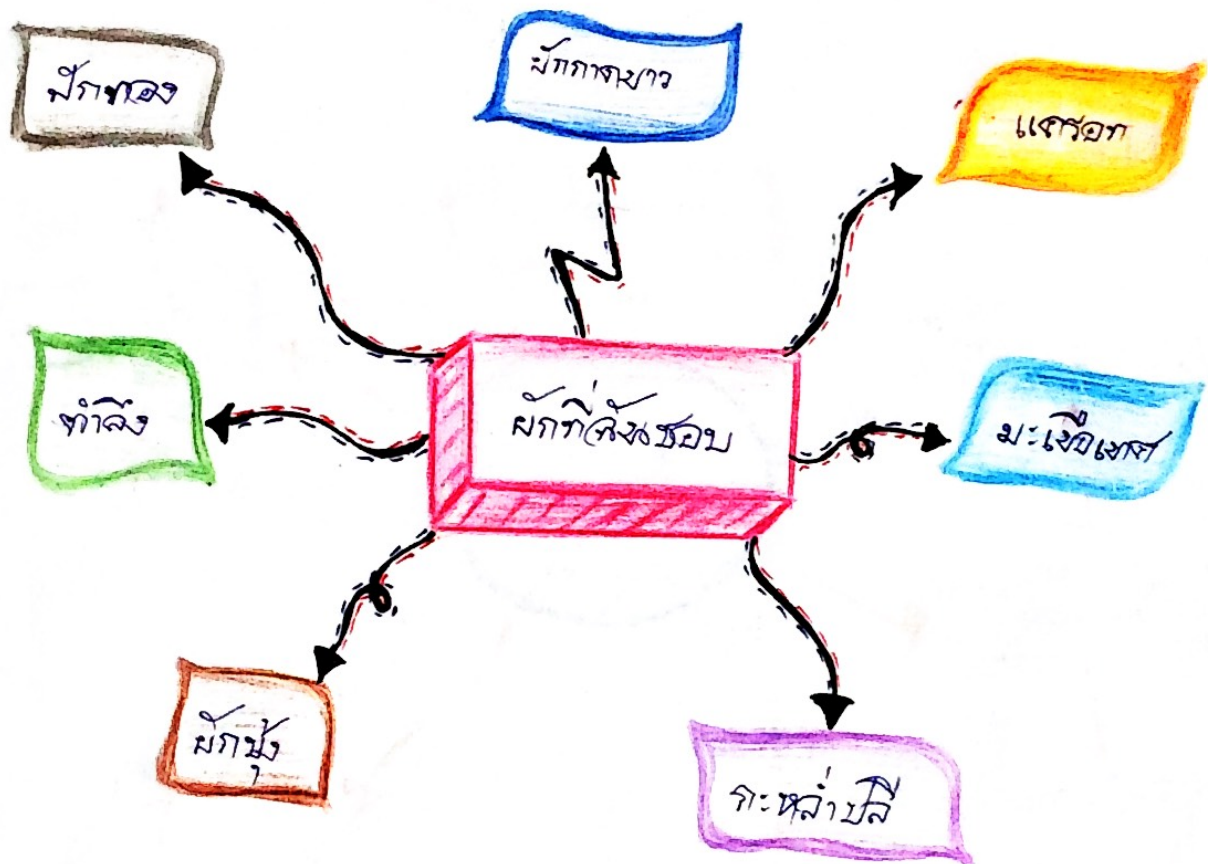 ฟักทอง
ผักกาดขาว
แครอท
ตำลึง
ผักที่ฉันชอบ
มะเขือเทศ
ผักบุ้ง
กะหล่ำปลี